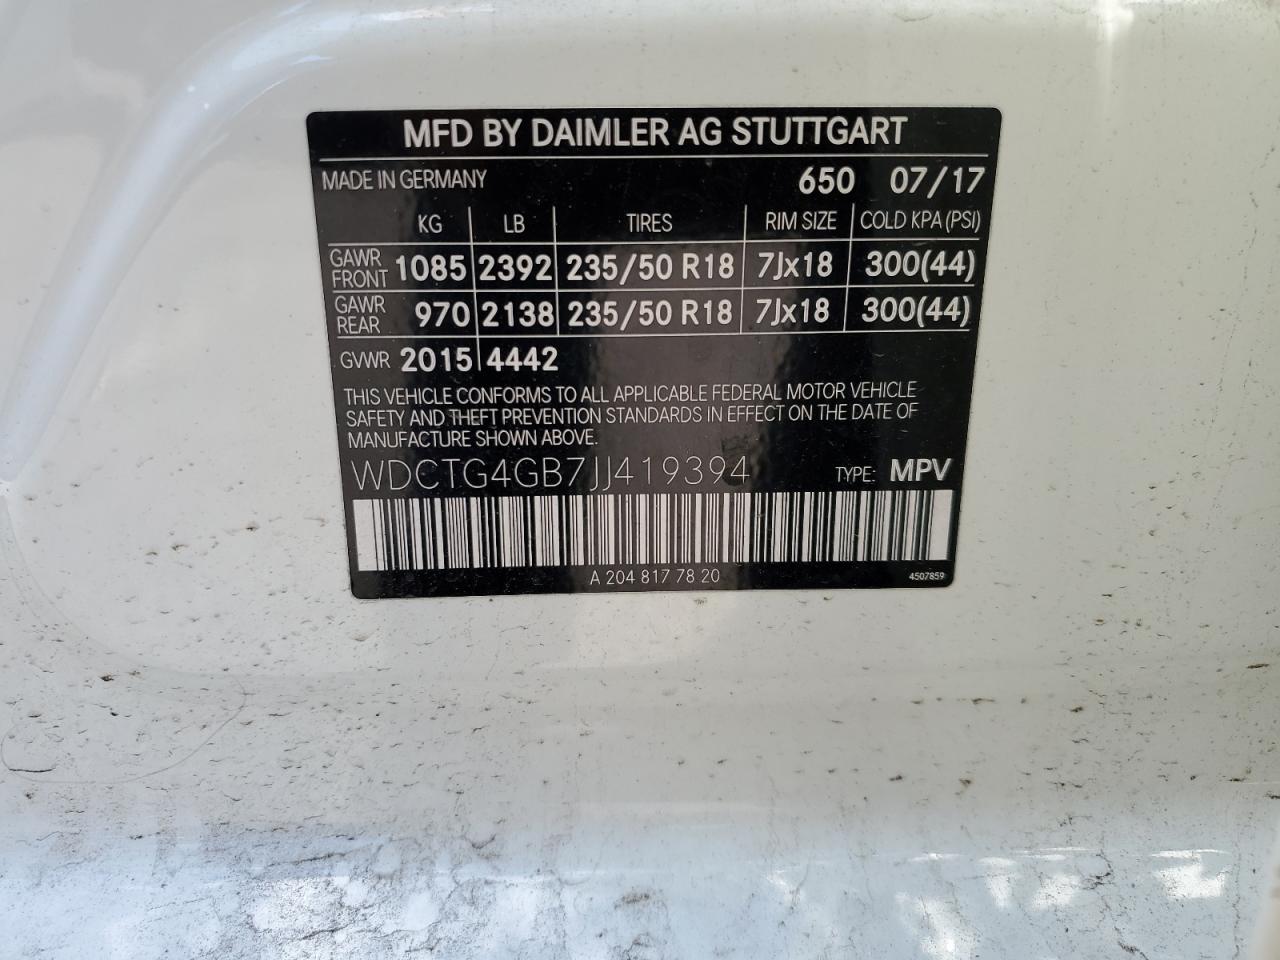 MFD BY DAIMLER AG STUTTGART
MADE IN GERMANY 650 07/17
KG LB TIRES RIM SIZE COLD KPA (PSI)
GAWR FRONT 1085 2392 235/50 R18 7Jx18 300(44)
GAWR REAR 970 2138 235/50 R18 7Jx18 300(44)
GVWR 2015 4442
THIS VEHICLE CONFORMS TO ALL APPLICABLE FEDERAL MOTOR VEHICLE
SAFETY AND THEFT PREVENTION STANDARDS IN EFFECT ON THE DATE OF
MANUFACTURE SHOWN ABOVE.
WDCTG4GB7JJ419394 TYPE: MPV
A 204 817 78 20 4507859